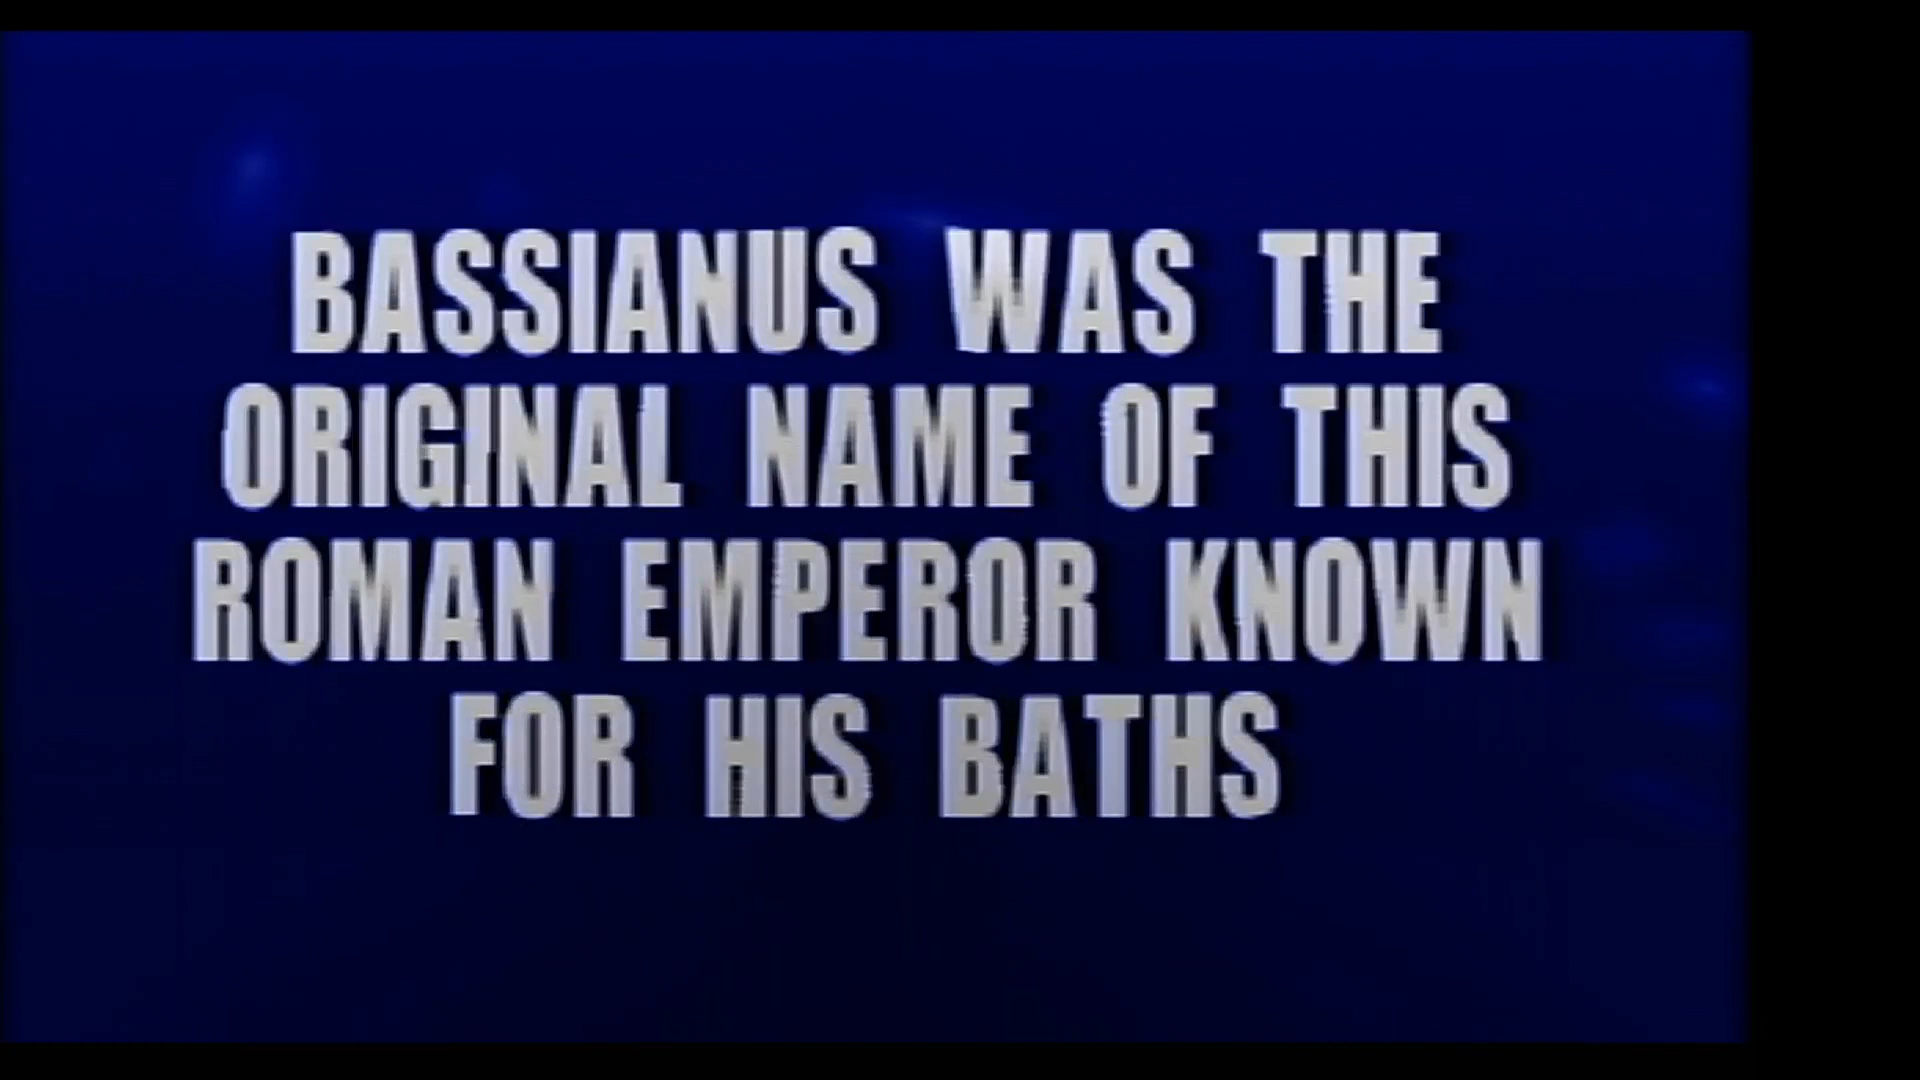 BASSIANUS WAS THE
ORIGINAL NAME OF THIS
ROMAN EMPEROR KNOWN
FOR HIS BATHS